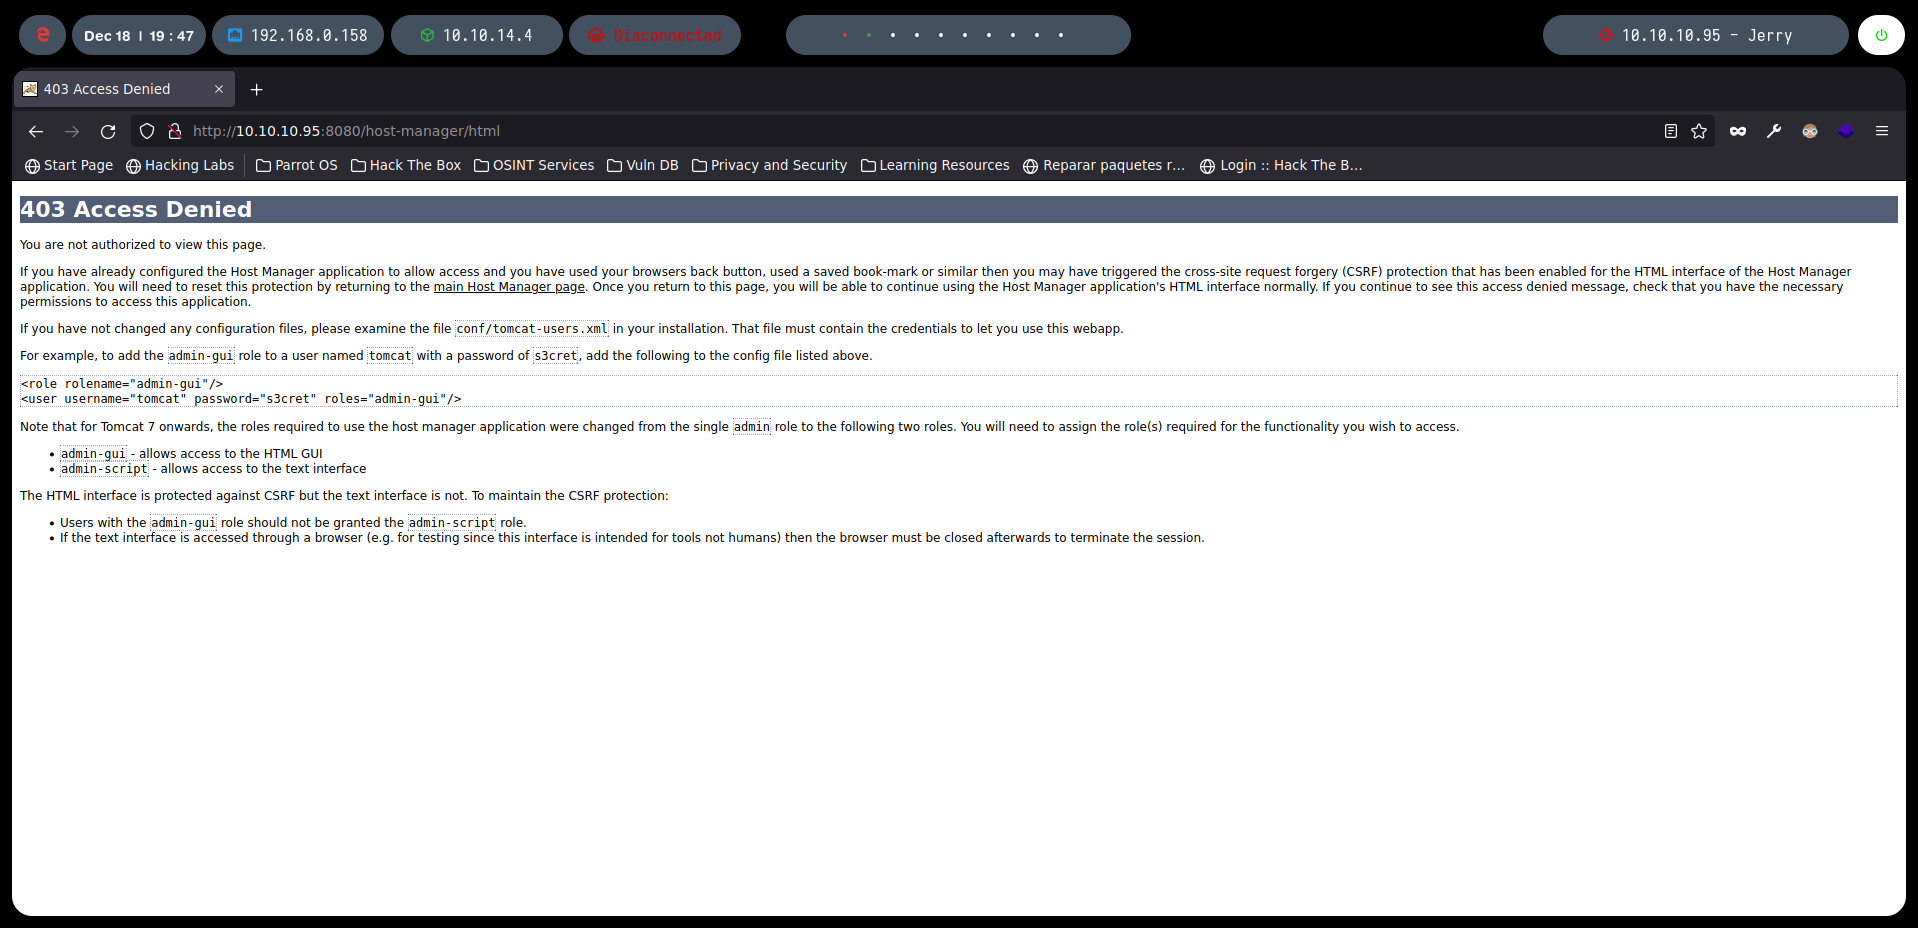 Dec 18 | 19 : 47
192.168.0.158
10.10.14.4
Disconnected
10.10.10.95 - Jerry
403 Access Denied
http://10.10.10.95:8080/host-manager/html
Start Page
Hacking Labs
Parrot OS
Hack The Box
OSINT Services
Vuln DB
Privacy and Security
Learning Resources
Reparar paquetes r…
Login :: Hack The B…
403 Access Denied
You are not authorized to view this page.
If you have already configured the Host Manager application to allow access and you have used your browsers back button, used a saved book-mark or similar then you may have triggered the cross-site request forgery (CSRF) protection that has been enabled for the HTML interface of the Host Manager
application. You will need to reset this protection by returning to the main Host Manager page. Once you return to this page, you will be able to continue using the Host Manager application's HTML interface normally. If you continue to see this access denied message, check that you have the necessary
permissions to access this application.
If you have not changed any configuration files, please examine the file conf/tomcat-users.xml in your installation. That file must contain the credentials to let you use this webapp.
For example, to add the admin-gui role to a user named tomcat with a password of s3cret, add the following to the config file listed above.
<role rolename="admin-gui"/>
<user username="tomcat" password="s3cret" roles="admin-gui"/>
Note that for Tomcat 7 onwards, the roles required to use the host manager application were changed from the single admin role to the following two roles. You will need to assign the role(s) required for the functionality you wish to access.
• admin-gui - allows access to the HTML GUI
• admin-script - allows access to the text interface
The HTML interface is protected against CSRF but the text interface is not. To maintain the CSRF protection:
• Users with the admin-gui role should not be granted the admin-script role.
• If the text interface is accessed through a browser (e.g. for testing since this interface is intended for tools not humans) then the browser must be closed afterwards to terminate the session.